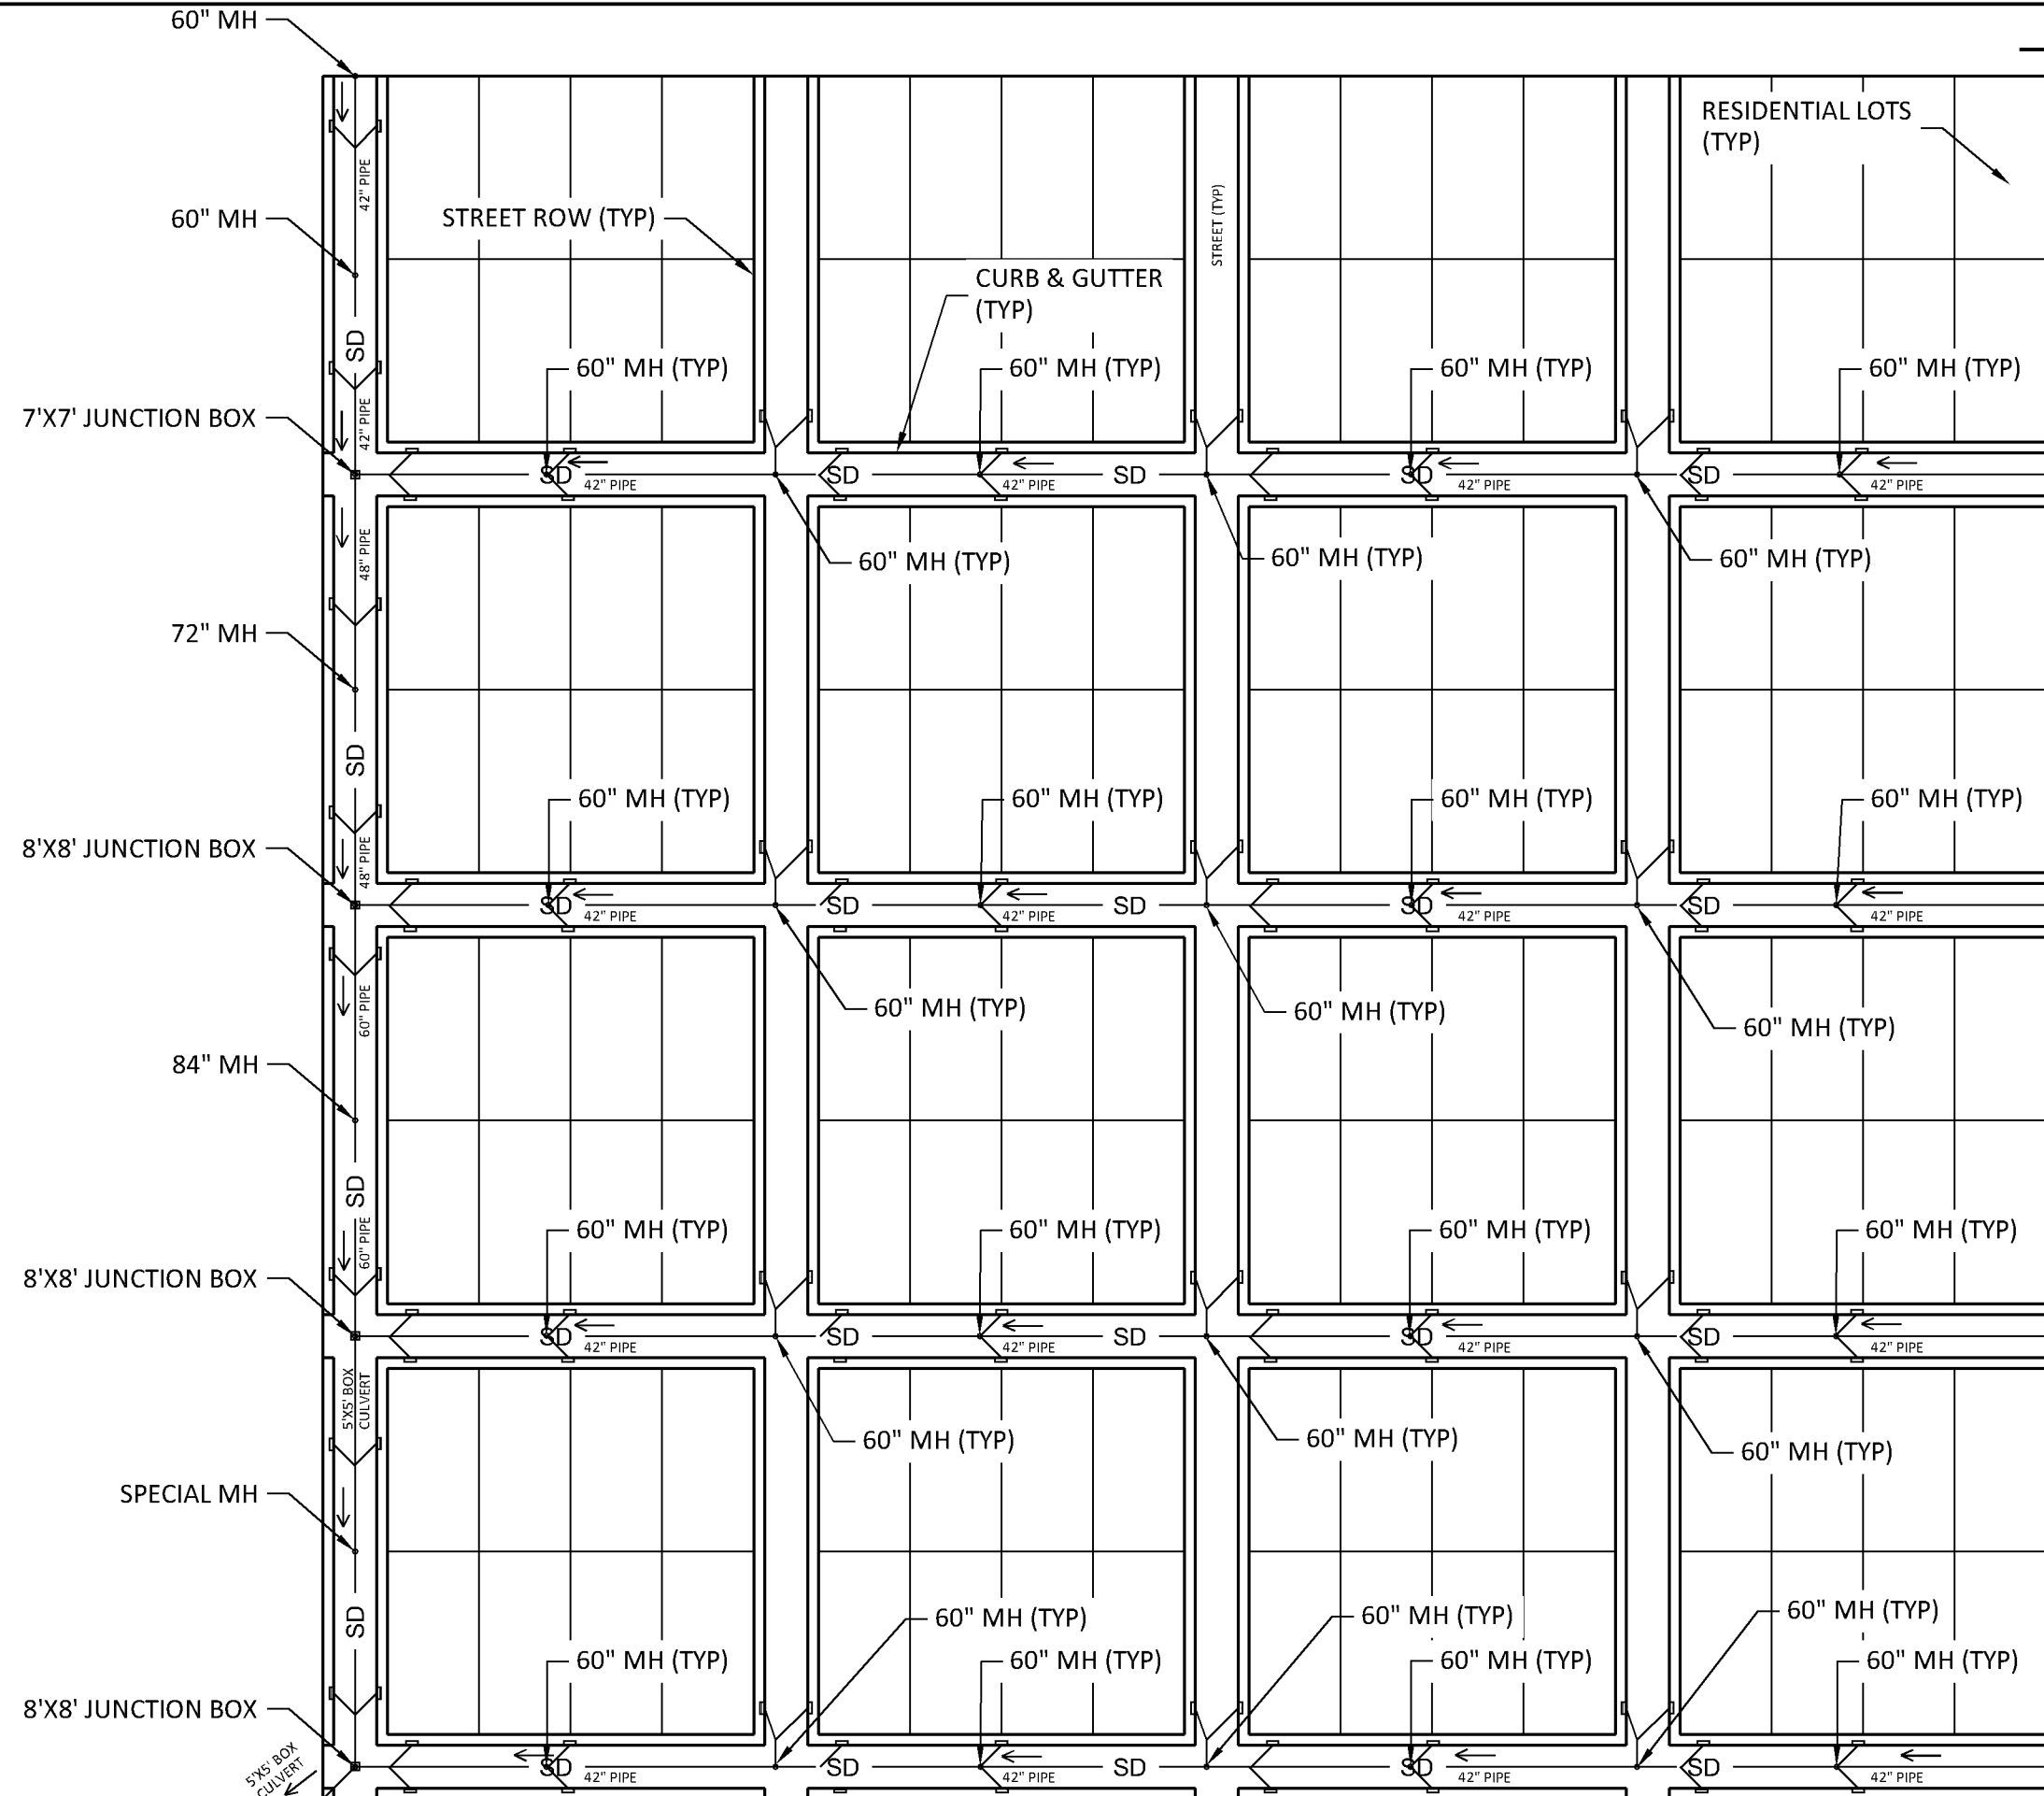 60" MH
RESIDENTIAL LOTS
(TYP)
42" PIPE
60" MH
STREET ROW (TYP)
STREET (TYP)
CURB & GUTTER
(TYP)
SD
60" MH (TYP)
60" MH (TYP)
60" MH (TYP)
60" MH (TYP)
7'X7' JUNCTION BOX
42" PIPE
SD
SD
SD
SD
SD
42" PIPE
42" PIPE
42" PIPE
42" PIPE
48" PIPE
60" MH (TYP)
60" MH (TYP)
60" MH (TYP)
72" MH
SD
60" MH (TYP)
60" MH (TYP)
60" MH (TYP)
60" MH (TYP)
8'X8' JUNCTION BOX
48" PIPE
SD
SD
SD
SD
SD
42" PIPE
42" PIPE
42" PIPE
42" PIPE
60" PIPE
60" MH (TYP)
60" MH (TYP)
60" MH (TYP)
84" MH
SD
60" PIPE
60" MH (TYP)
60" MH (TYP)
60" MH (TYP)
60" MH (TYP)
8'X8' JUNCTION BOX
SD
SD
SD
SD
SD
42" PIPE
42" PIPE
42" PIPE
42" PIPE
5'X5' BOX
CULVERT
60" MH (TYP)
60" MH (TYP)
60" MH (TYP)
SPECIAL MH
SD
60" MH (TYP)
60" MH (TYP)
60" MH (TYP)
60" MH (TYP)
60" MH (TYP)
60" MH (TYP)
60" MH (TYP)
8'X8' JUNCTION BOX
5'X5' BOX
CULVERT
SD
SD
SD
SD
SD
42" PIPE
42" PIPE
42" PIPE
42" PIPE